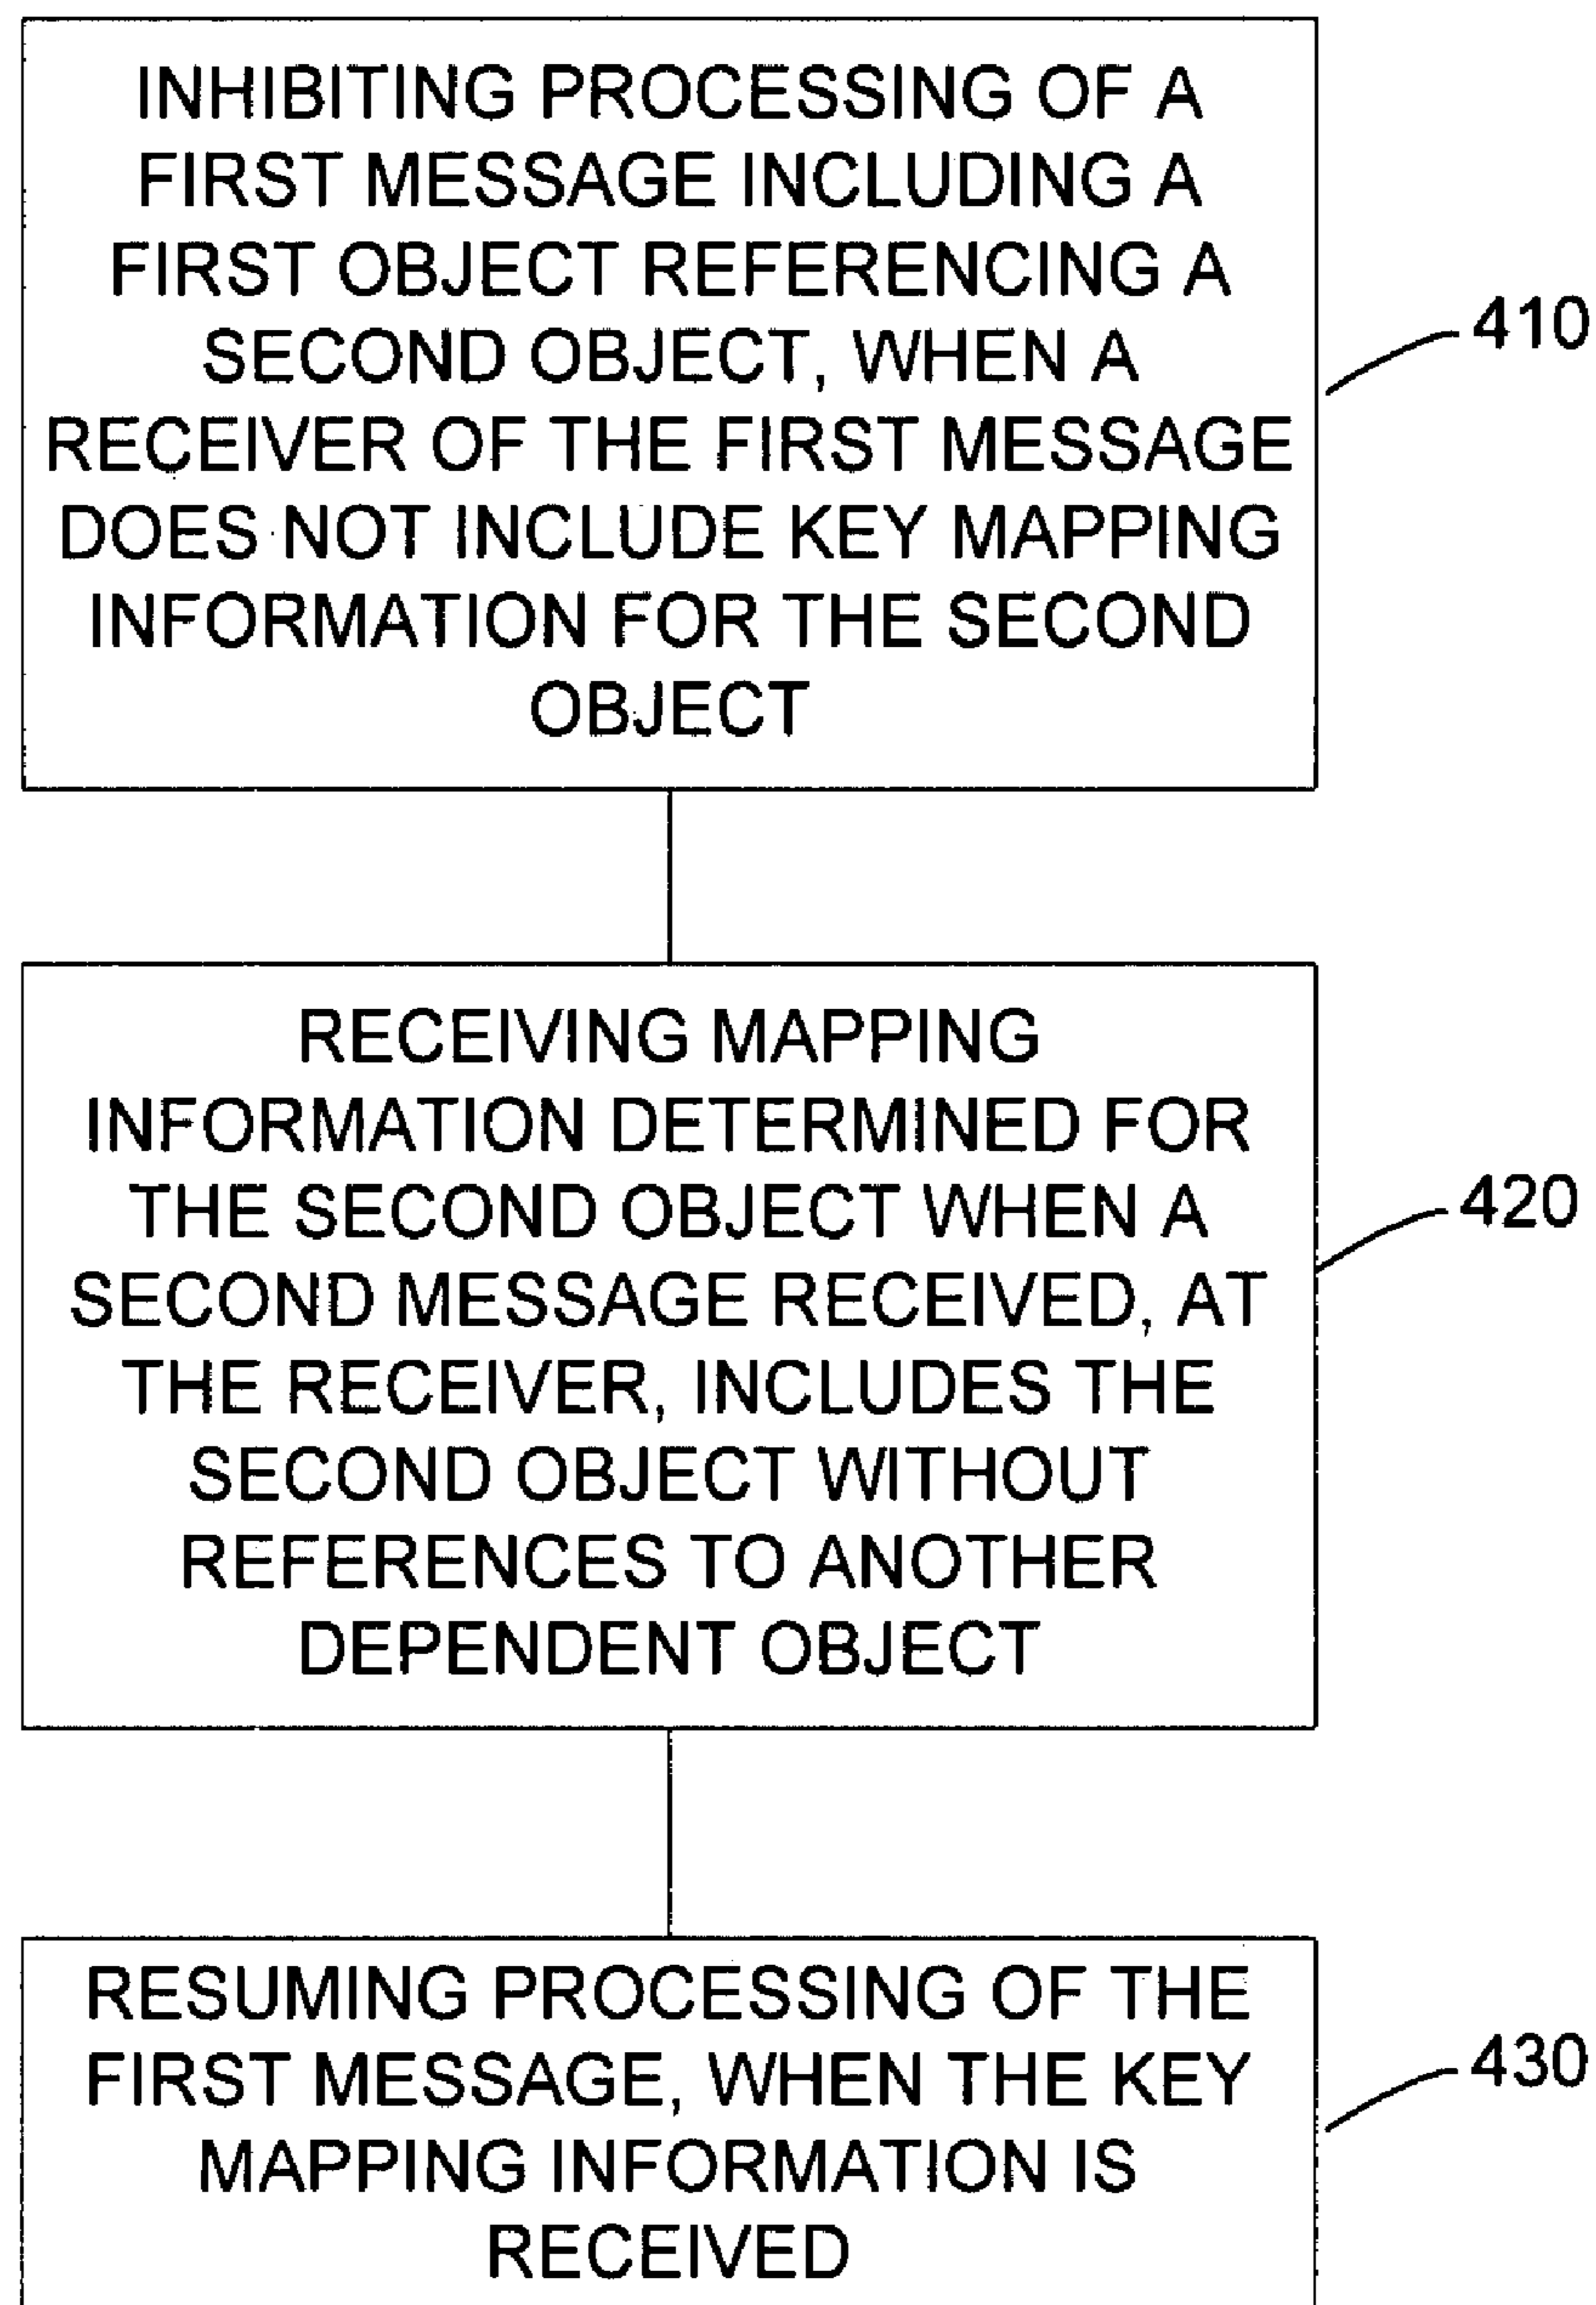 INHIBITING PROCESSING OF A
FIRST MESSAGE INCLUDING A
FIRST OBJECT REFERENCING A
SECOND OBJECT, WHEN A
RECEIVER OF THE FIRST MESSAGE
DOES NOT INCLUDE KEY MAPPING
INFORMATION FOR THE SECOND
OBJECT
410
RECEIVING MAPPING
INFORMATION DETERMINED FOR
THE SECOND OBJECT WHEN A
SECOND MESSAGE RECEIVED, AT
THE RECEIVER, INCLUDES THE
SECOND OBJECT WITHOUT
REFERENCES TO ANOTHER
DEPENDENT OBJECT
420
RESUMING PROCESSING OF THE
FIRST MESSAGE, WHEN THE KEY
MAPPING INFORMATION IS
RECEIVED
430